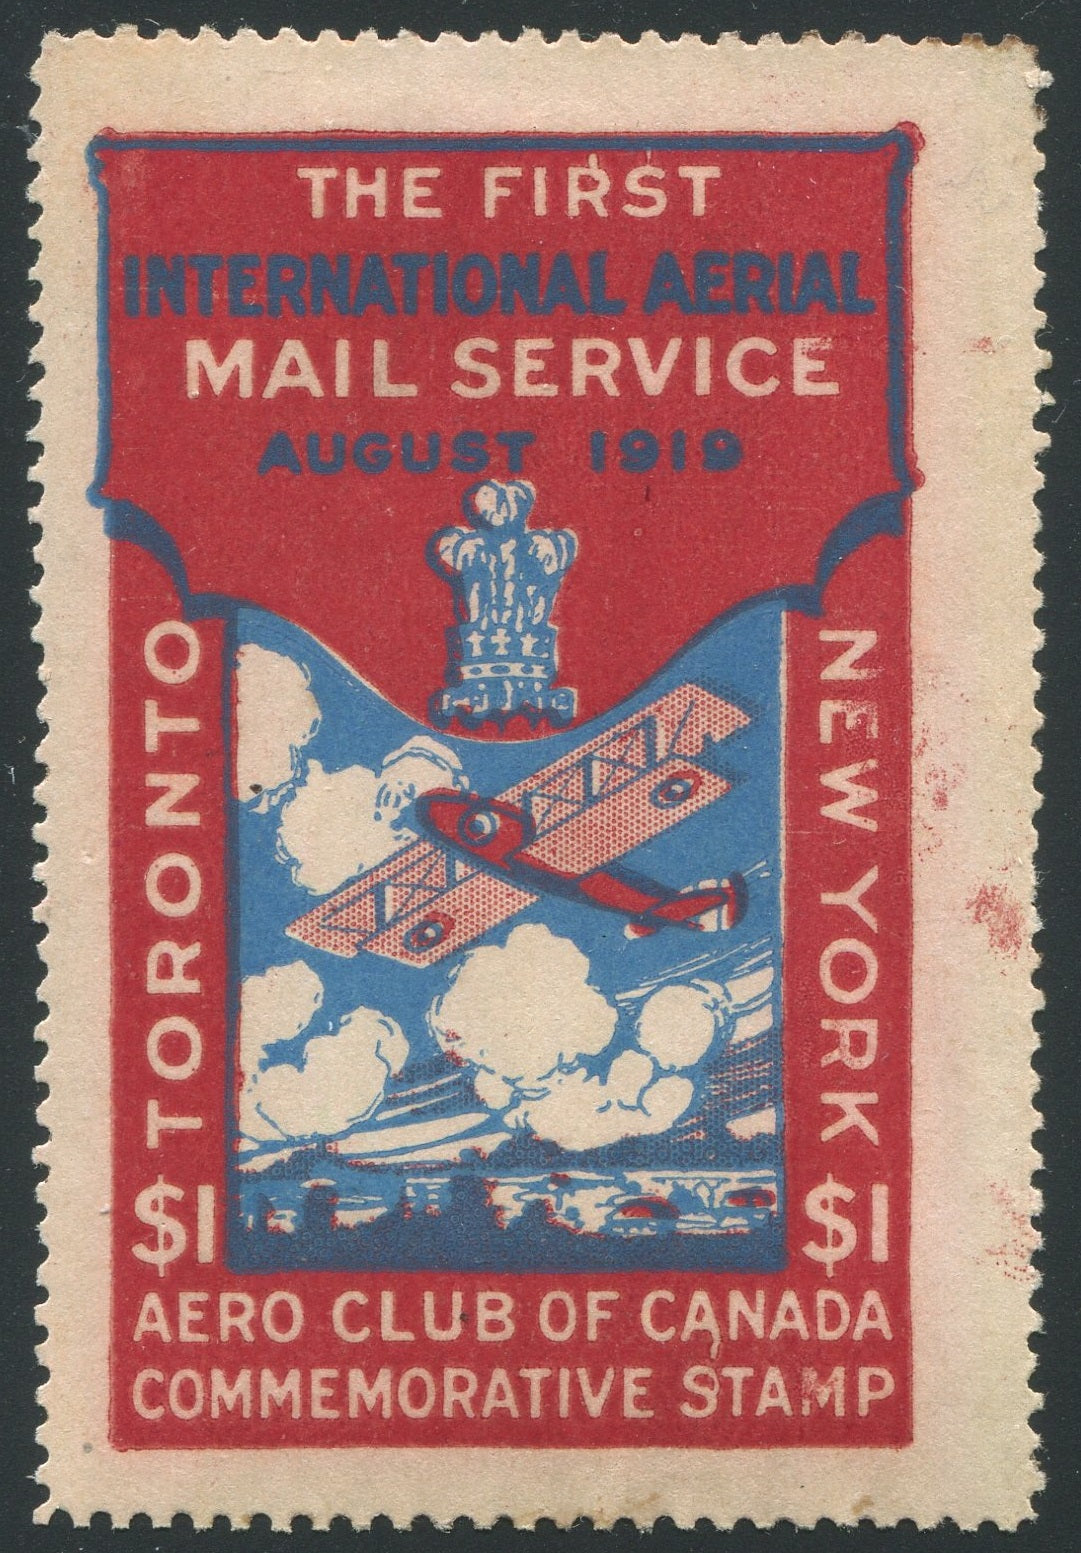 THE FIRST
INTERNATIONAL AERIAL
MAIL SERVICE
AUGUST 1919
TORONTO
NEW YORK
$1
$1
AERO CLUB OF CANADA
COMMEMORATIVE STAMP